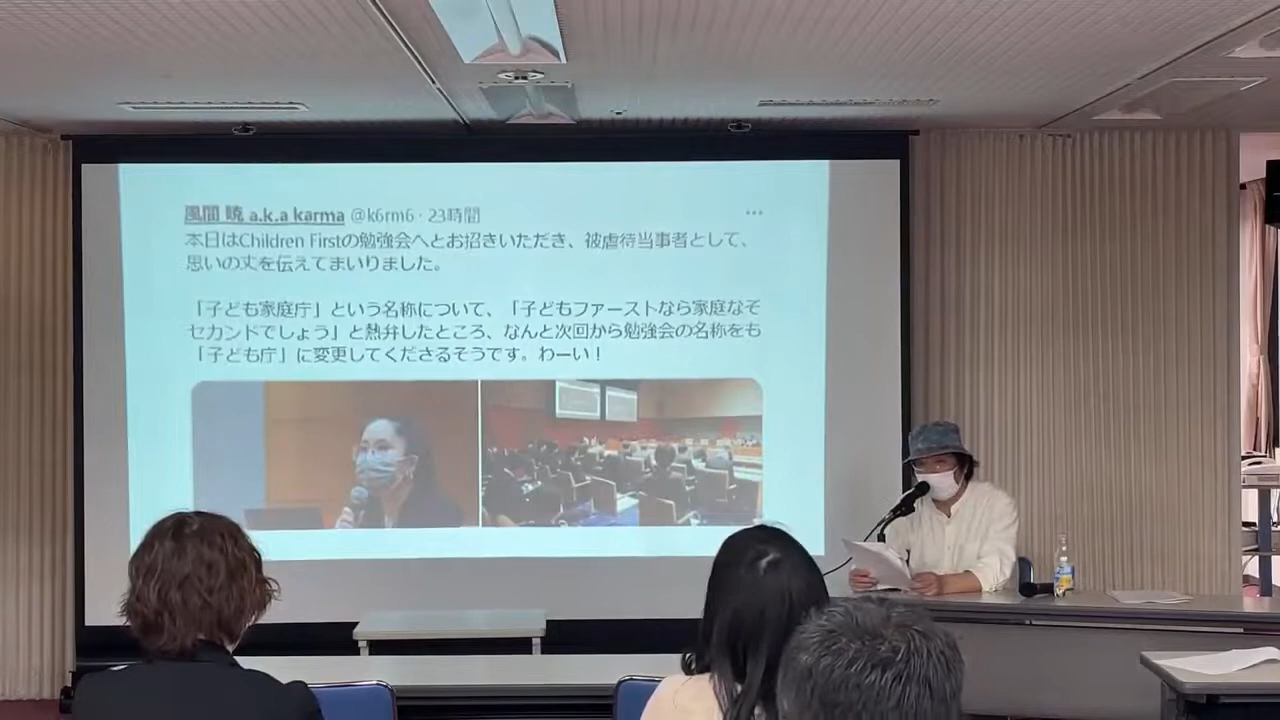 風間 暁 a.k.a karma @k6rm6・23時間
本日はChildren Firstの勉強会へとお招きいただき、被虐待当事者として、
思いの丈を伝えてまいりました。
「子ども家庭庁」という名称について、「子どもファーストなら家庭なぞ
セカンドでしょう」と熱弁したところ、なんと次回から勉強会の名称をも
「子ども庁」に変更してくださるそうです。わーい！